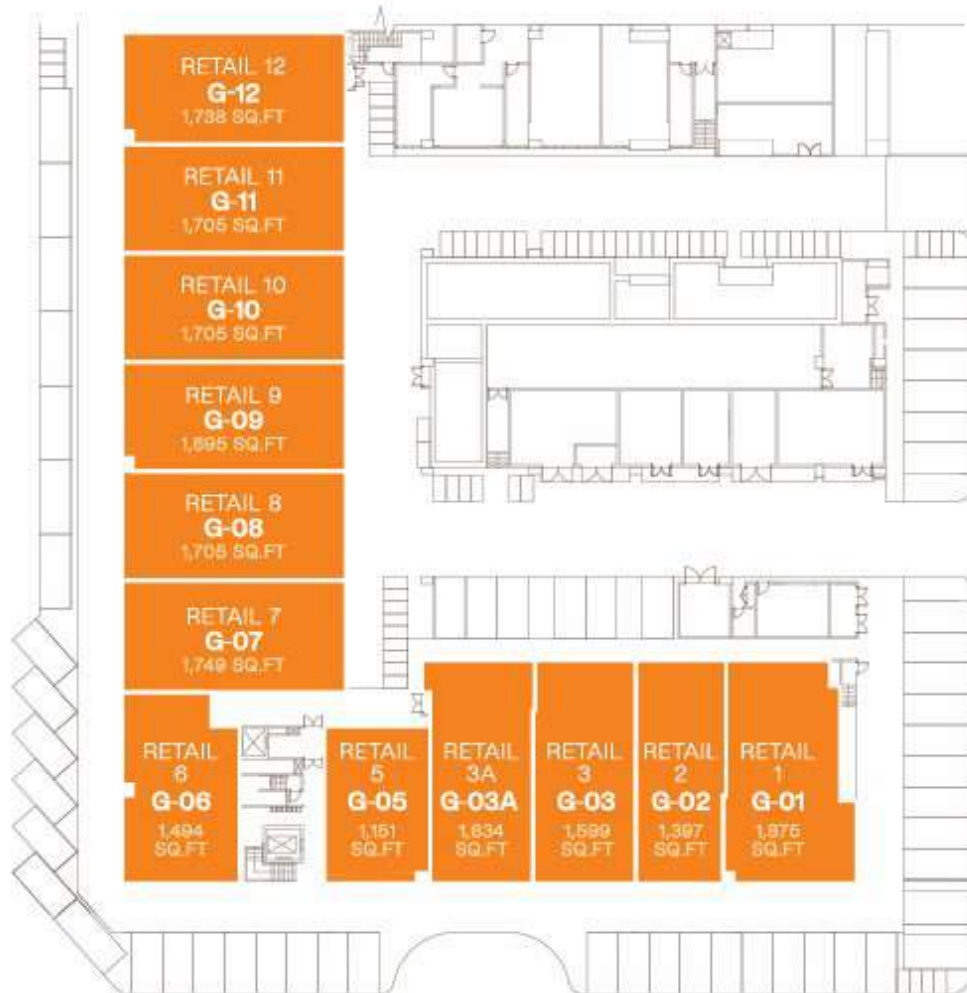 RETAIL 12
G-12
1,738 SQ.FT
RETAIL 11
G-11
1,705 SQ.FT
RETAIL 10
G-10
1,705 SQ.FT
RETAIL 9
G-09
1,695 SQ.FT
RETAIL 8
G-08
1,705 SQ.FT
RETAIL 7
G-07
1,749 SQ.FT
RETAIL
6
G-06
1,494
SQ.FT
RETAIL
5
G-05
1,151
SQ.FT
RETAIL
3A
G-03A
1,634
SQ.FT
RETAIL
3
G-03
1,599
SQ.FT
RETAIL
2
G-02
1,397
SQ.FT
RETAIL
1
G-01
1,875
SQ.FT